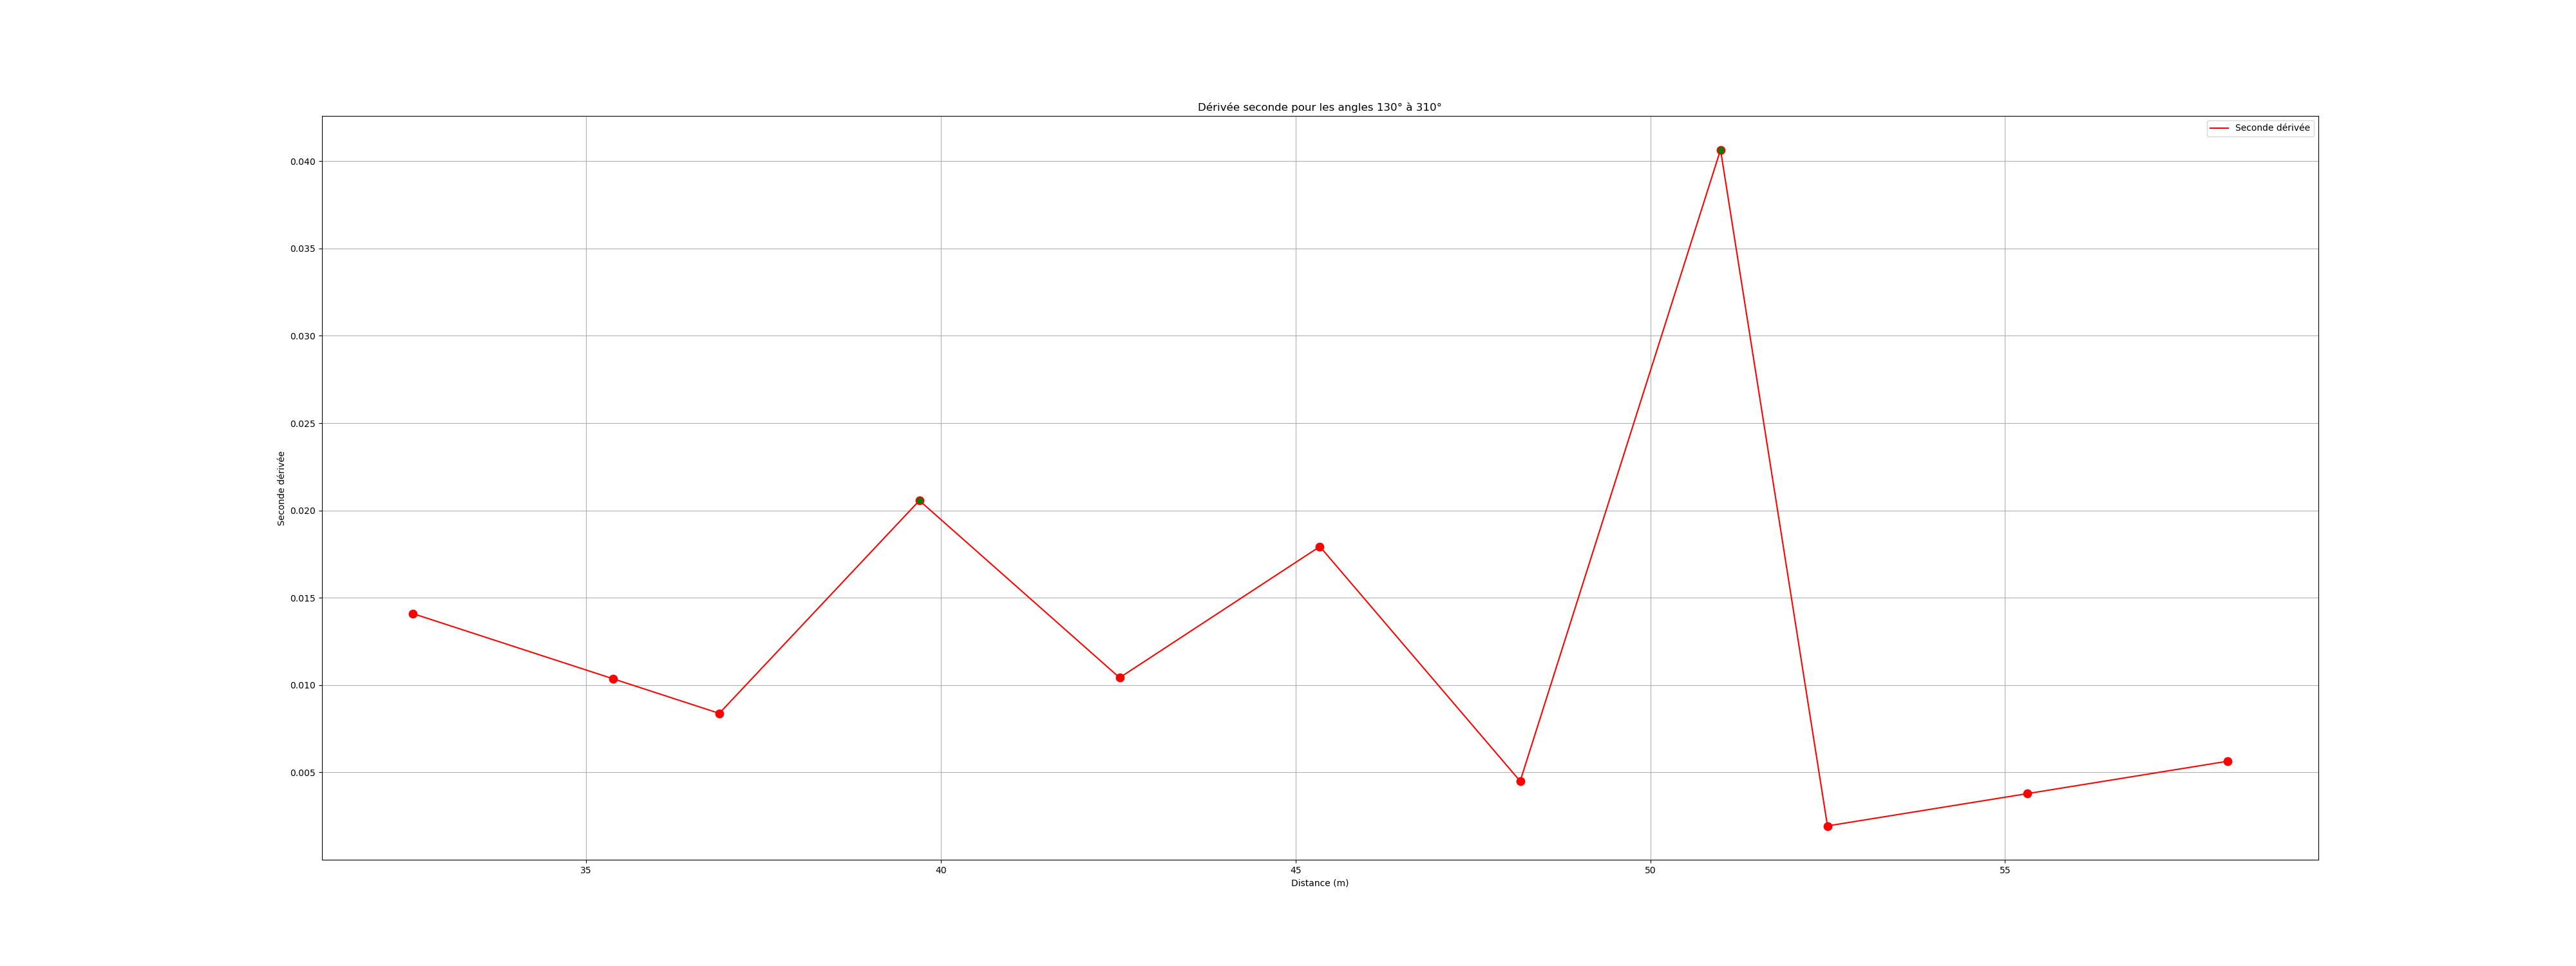 Dérivée seconde pour les angles 130° à 310°
Seconde dérivée
0.040
0.035
0.030
0.025
0.020
0.015
0.010
0.005
Seconde dérivée
35 40 45 50 55
Distance (m)